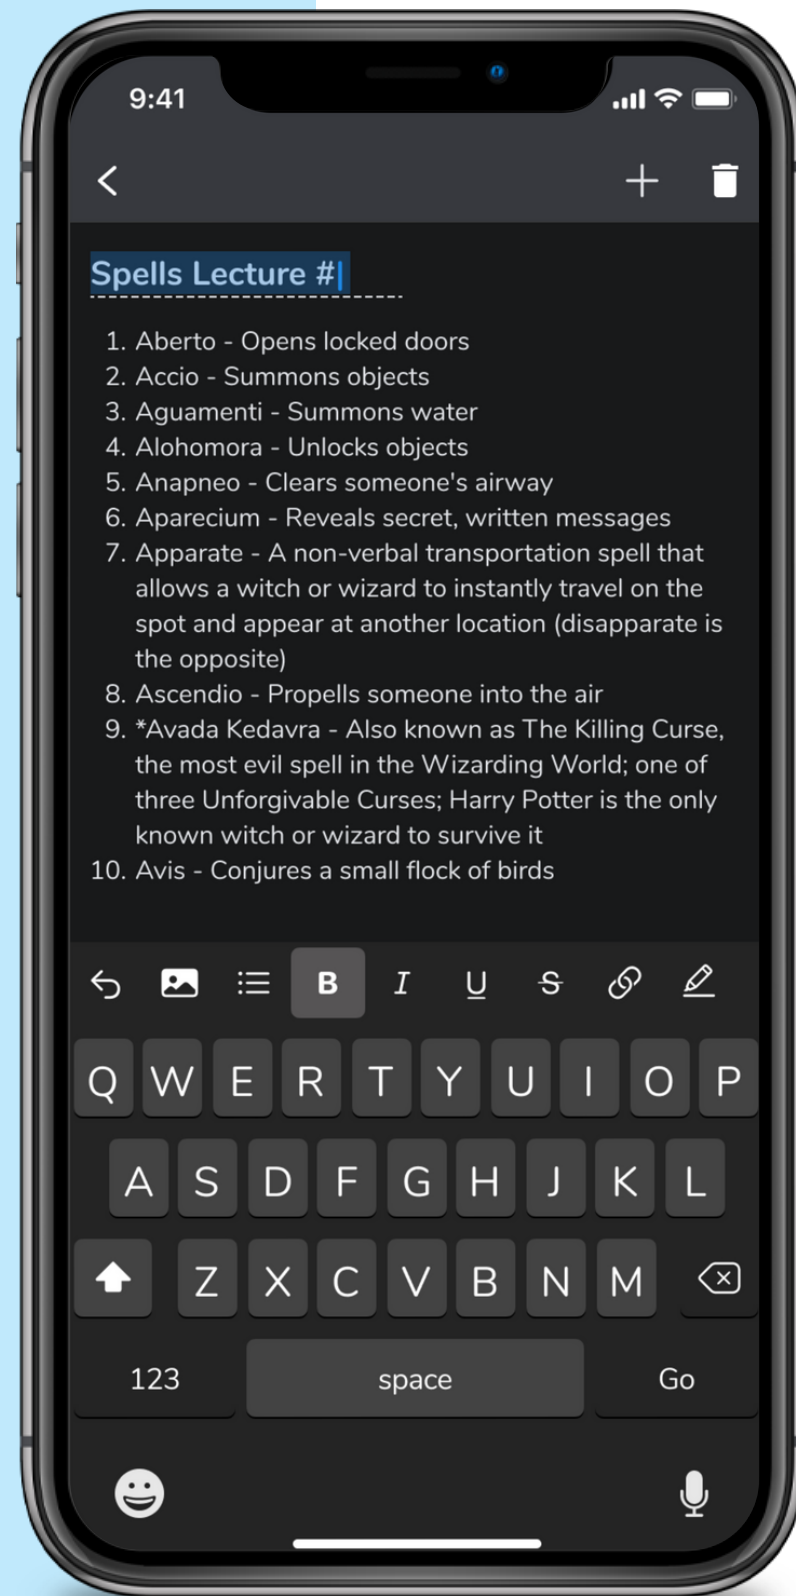 9:41
Spells Lecture #
1. Aberto - Opens locked doors
2. Accio - Summons objects
3. Aguamenti - Summons water
4. Alohomora - Unlocks objects
5. Anapneo - Clears someone's airway
6. Aparecium - Reveals secret, written messages
7. Apparate - A non-verbal transportation spell that
allows a witch or wizard to instantly travel on the
spot and appear at another location (disapparate is
the opposite)
8. Ascendio - Propells someone into the air
9. *Avada Kedavra - Also known as The Killing Curse,
the most evil spell in the Wizarding World; one of
three Unforgivable Curses; Harry Potter is the only
known witch or wizard to survive it
10. Avis - Conjures a small flock of birds
B I U S
Q W E R T Y U I O P
A S D F G H J K L
Z X C V B N M
123 space Go